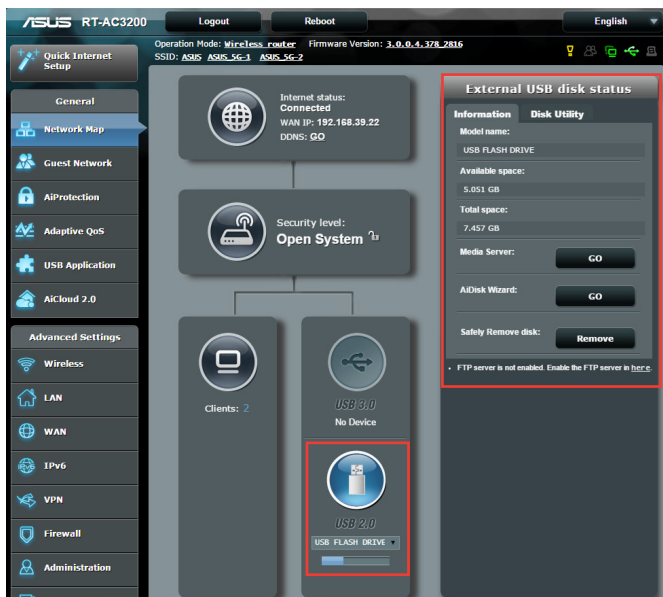 ASUS RT-AC3200
Logout
Reboot
English
Quick Internet
Setup
Operation Mode: Wireless router Firmware Version: 3.0.0.4.378_2816
SSID: ASUS ASUS_5G-1 ASUS_5G-2
General
Network Map
Guest Network
AiProtection
Adaptive QoS
USB Application
AiCloud 2.0
Advanced Settings
Wireless
LAN
WAN
IPv6
VPN
Firewall
Administration
Internet status:
Connected
WAN IP: 192.168.39.22
DDNS: GO
Security level:
Open System
Clients: 2
USB 3.0
No Device
USB 2.0
USB FLASH DRIVE
External USB disk status
Information Disk Utility
Model name:
USB FLASH DRIVE
Available space:
5.051 GB
Total space:
7.457 GB
Media Server: GO
AiDisk Wizard: GO
Safely Remove disk: Remove
• FTP server is not enabled. Enable the FTP server in here.